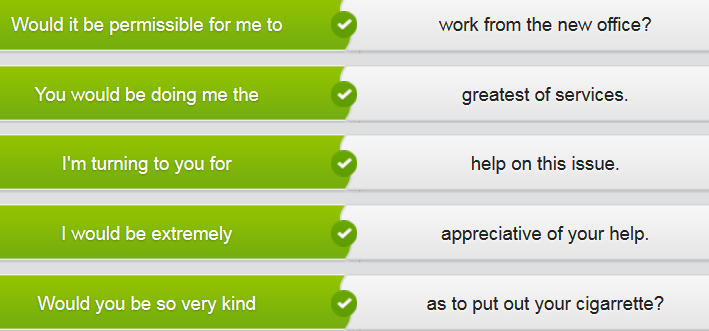 Would it be permissible for me to work from the new office?
You would be doing me the greatest of services.
I'm turning to you for help on this issue.
I would be extremely appreciative of your help.
Would you be so very kind as to put out your cigarrette?